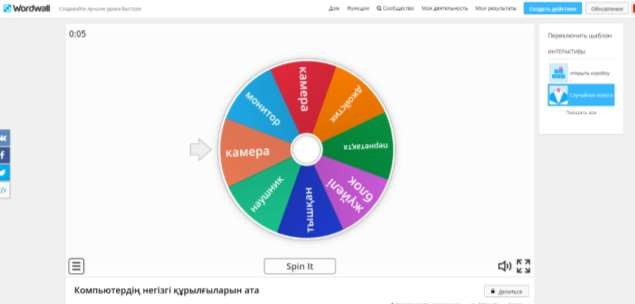 Wordwall
Создавайте лучшие уроки быстрее
Дом
Функции
Сообщество
Моя деятельность
Мои результаты
Создать действие
Обновление
0:05
камера
джойстик
пернетақта
жүйелі
блок
тышқан
наушник
камера
монитор
Spin It
Переключить шаблон
ИНТЕРАКТИВЫ
Открыть коробку
Случайное колесо
Показать все
Компьютердің негізгі құрылғыларын ата
Делиться